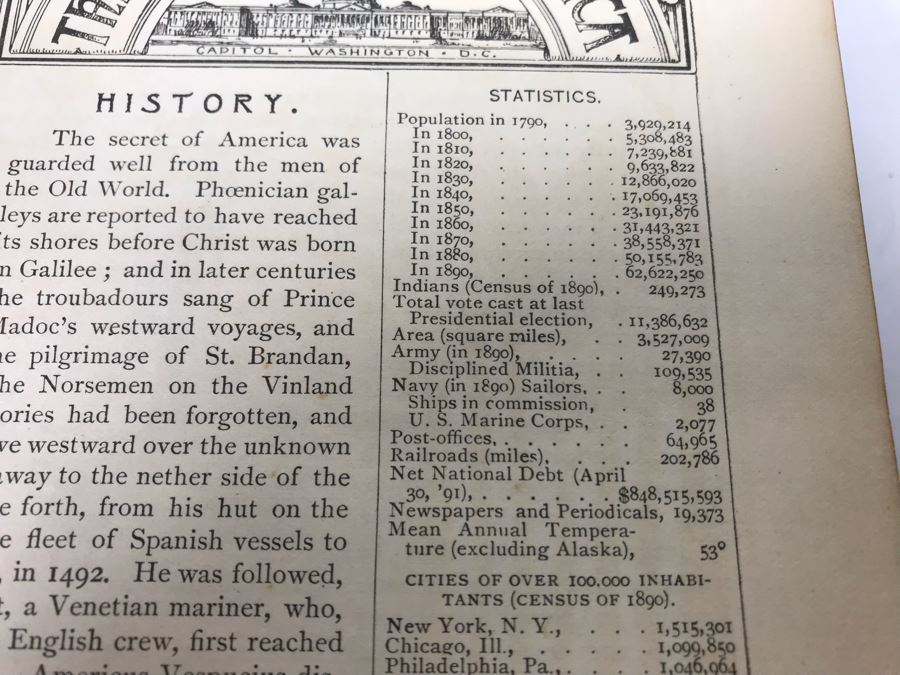 CAPITOL · WASHINGTON · D.C.
HISTORY.
The secret of America was
guarded well from the men of
the Old World. Phœnician gal-
leys are reported to have reached
its shores before Christ was born
n Galilee ; and in later centuries
he troubadours sang of Prince
Madoc's westward voyages, and
e pilgrimage of St. Brandan,
he Norsemen on the Vinland
ories had been forgotten, and
ve westward over the unknown
way to the nether side of the
e forth, from his hut on the
e fleet of Spanish vessels to
, in 1492. He was followed,
t, a Venetian mariner, who,
English crew, first reached
STATISTICS.
Population in 1790, . . . 3,929,214
In 1800, . . . . . . 5,308,483
In 1810, . . . . . . 7,239,881
In 1820, . . . . . . 9,633,822
In 1830, . . . . . . 12,866,020
In 1840, . . . . . . 17,069,453
In 1850, . . . . . . 23,191,876
In 1860, . . . . . . 31,443,321
In 1870, . . . . . . 38,558,371
In 1880, . . . . . . 50,155,783
In 1890, . . . . . . 62,622,250
Indians (Census of 1890), . 249,273
Total vote cast at last
Presidential election, . 11,386,632
Area (square miles), . . 3,527,009
Army (in 1890), . . . . 27,390
Disciplined Militia, . . 109,535
Navy (in 1890) Sailors, . . 8,000
Ships in commission, . 38
U. S. Marine Corps, . . 2,077
Post-offices, . . . . . . 64,965
Railroads (miles), . . . 202,786
Net National Debt (April
30, '91), . . . . . . $848,515,593
Newspapers and Periodicals, 19,373
Mean Annual Tempera-
ture (excluding Alaska), 53°
CITIES OF OVER 100.000 INHABI-
TANTS (CENSUS OF 1890).
New York, N. Y., . . . 1,515,301
Chicago, Ill., . . . . . 1,099,850
Philadelphia, Pa., . . . 1,046,964